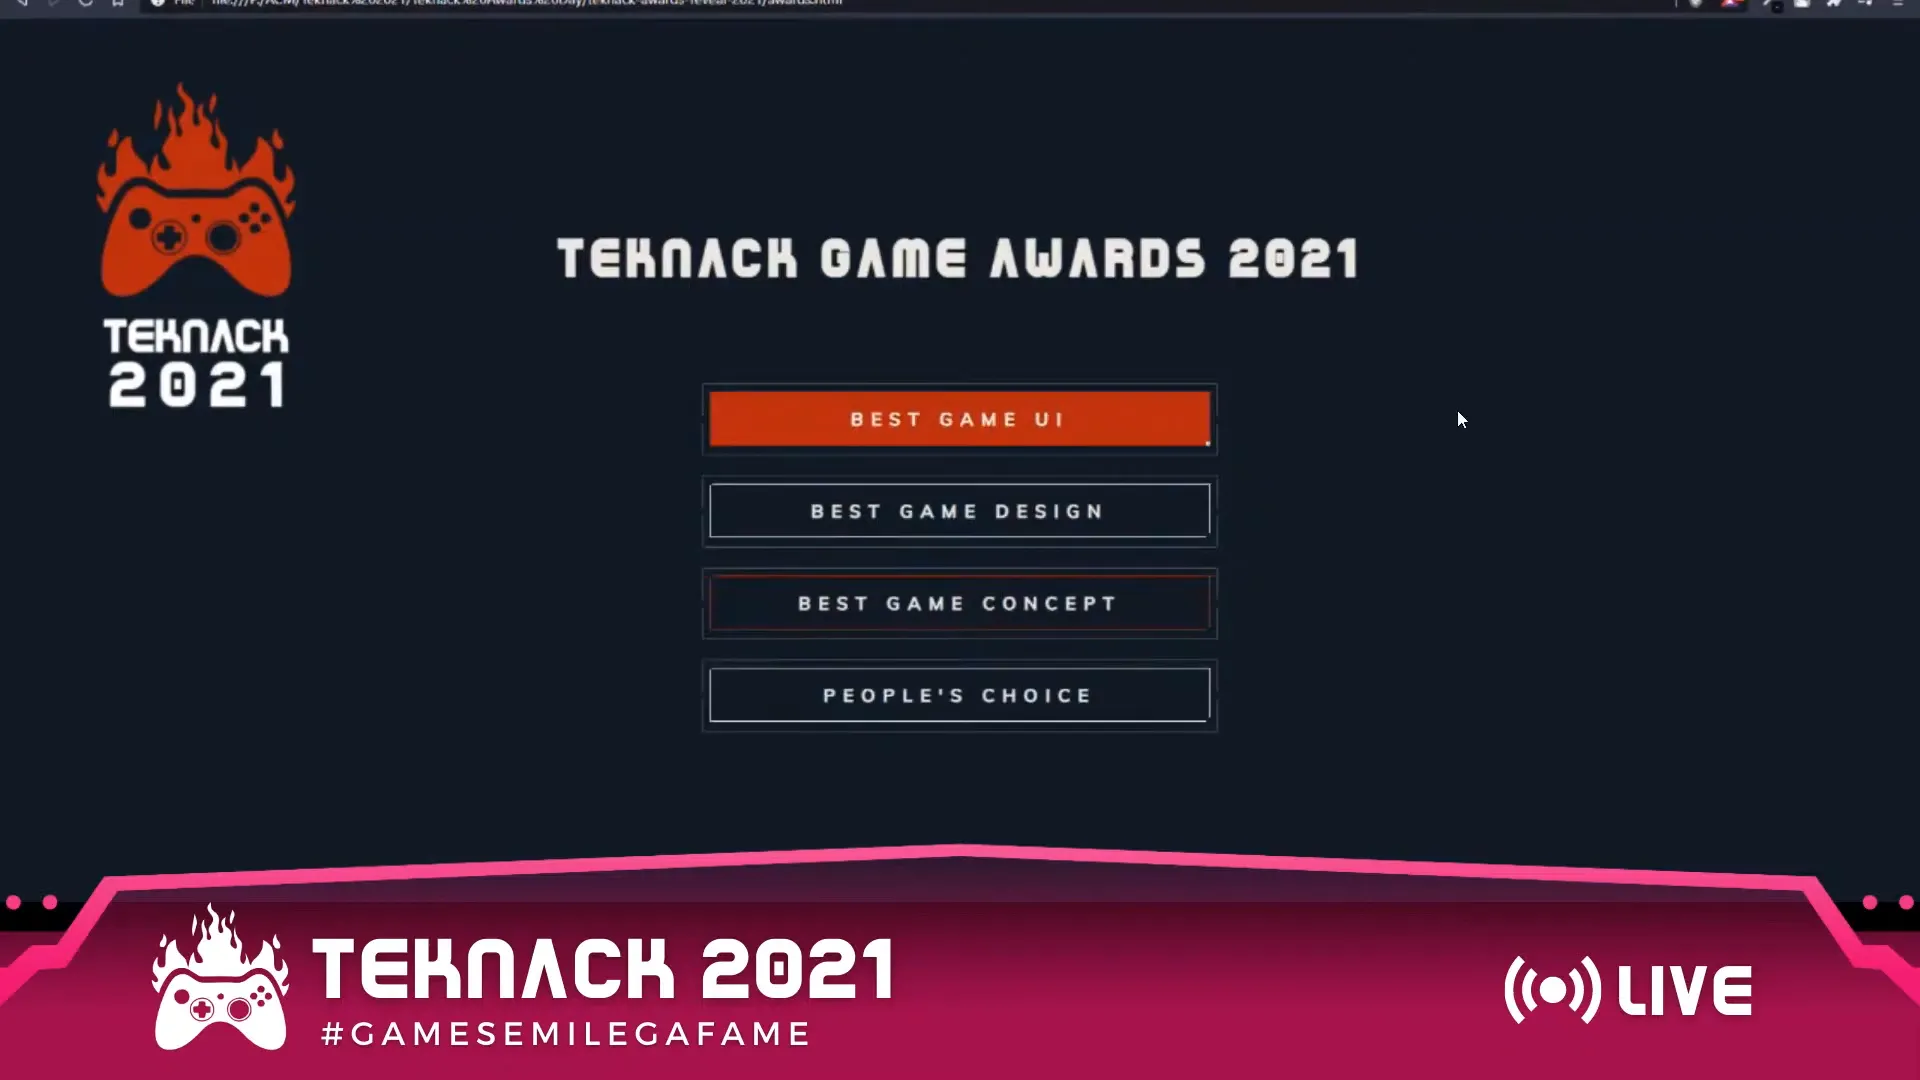 File
TEKNACK
2021
TEKNACK GAME AWARDS 2021
BEST GAME UI
BEST GAME DESIGN
BEST GAME CONCEPT
PEOPLE'S CHOICE
TEKNACK 2021
#GAMESEMILEGAFAME
LIVE